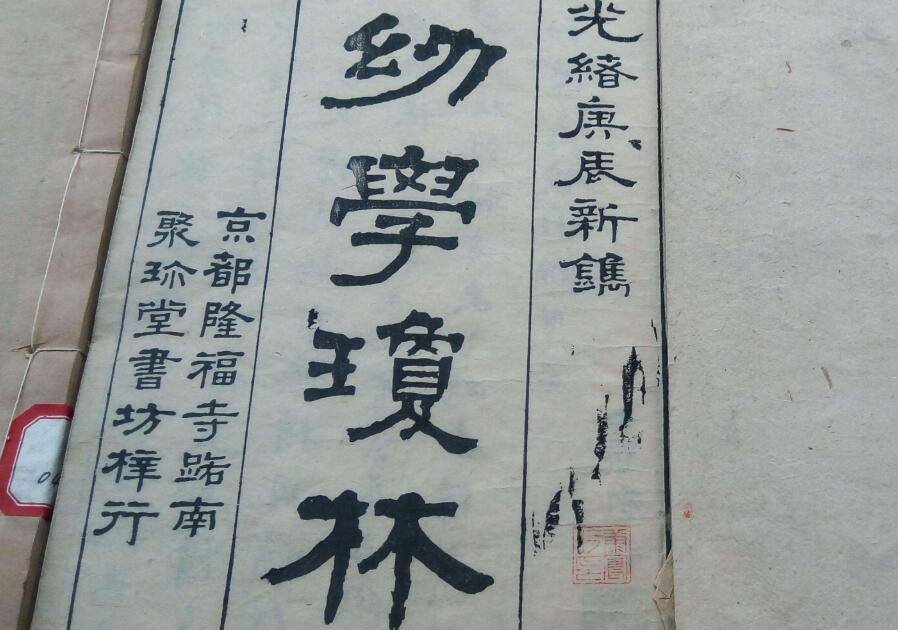 光緒庚辰新鐫
幼學瓊林
京都隆福寺路南
聚珍堂書坊梓行